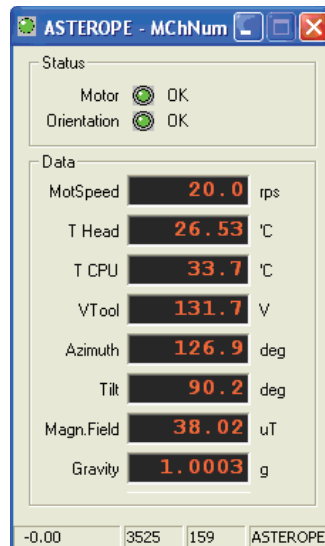 ASTEROPE - MChNum
Status
Motor OK
Orientation OK
Data
MotSpeed 20.0 rps
T Head 26.53 'C
T CPU 33.7 'C
VTool 131.7 V
Azimuth 126.9 deg
Tilt 90.2 deg
Magn.Field 38.02 uT
Gravity 1.0003 g
-0.00 3525 159 ASTEROPE